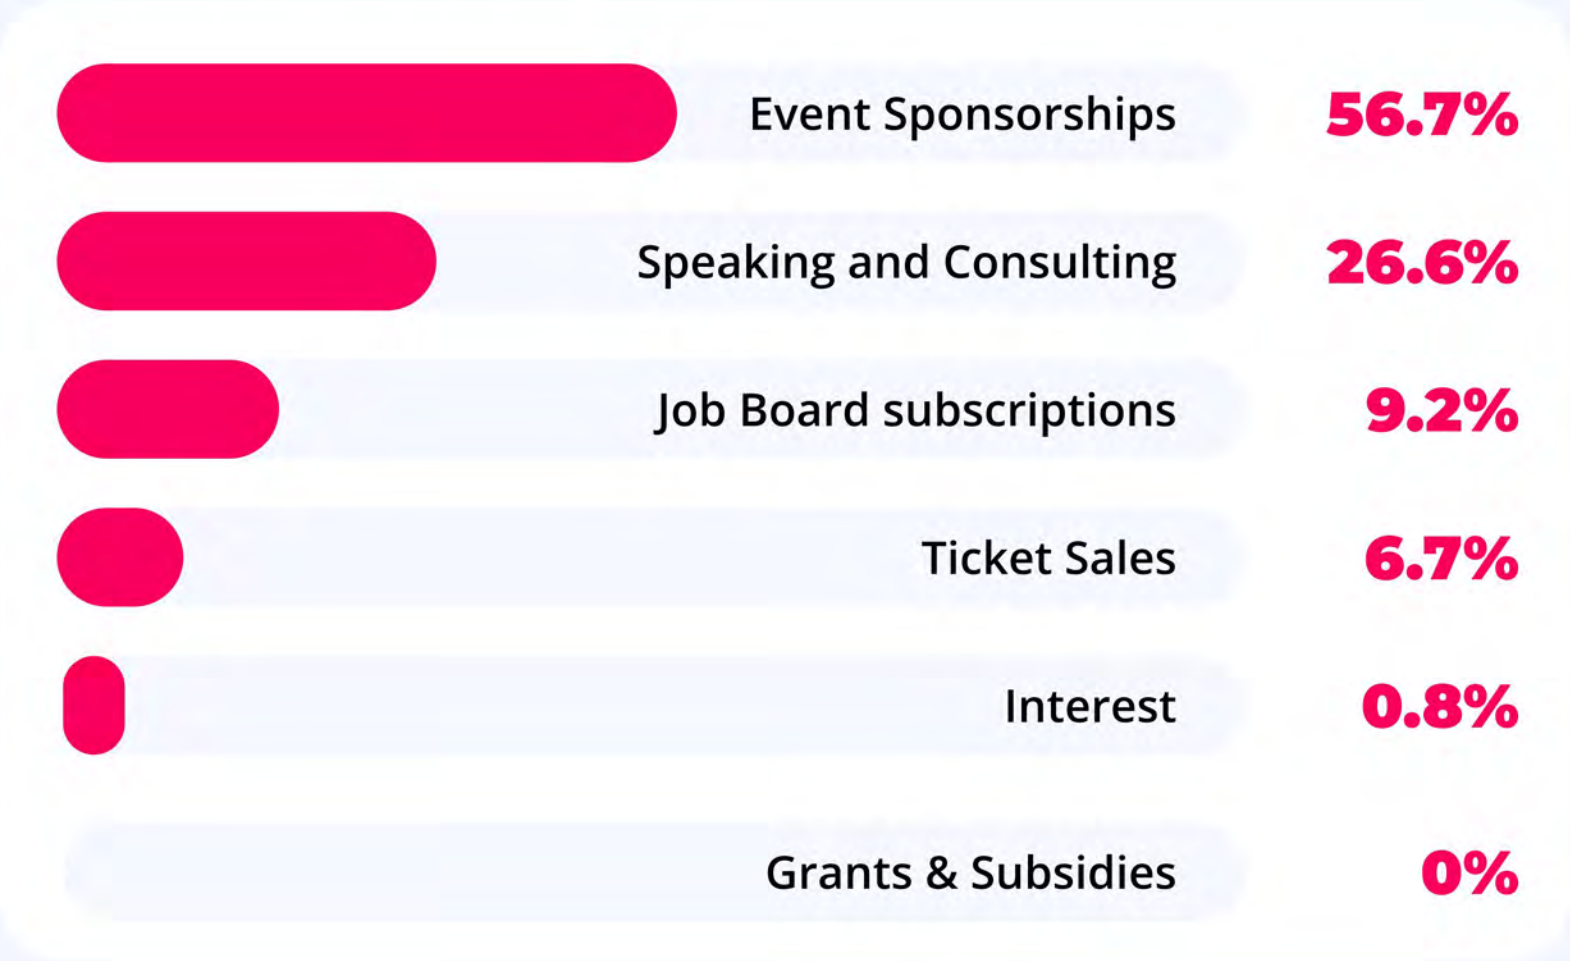 Event Sponsorships 56.7%
Speaking and Consulting 26.6%
Job Board subscriptions 9.2%
Ticket Sales 6.7%
Interest 0.8%
Grants & Subsidies 0%